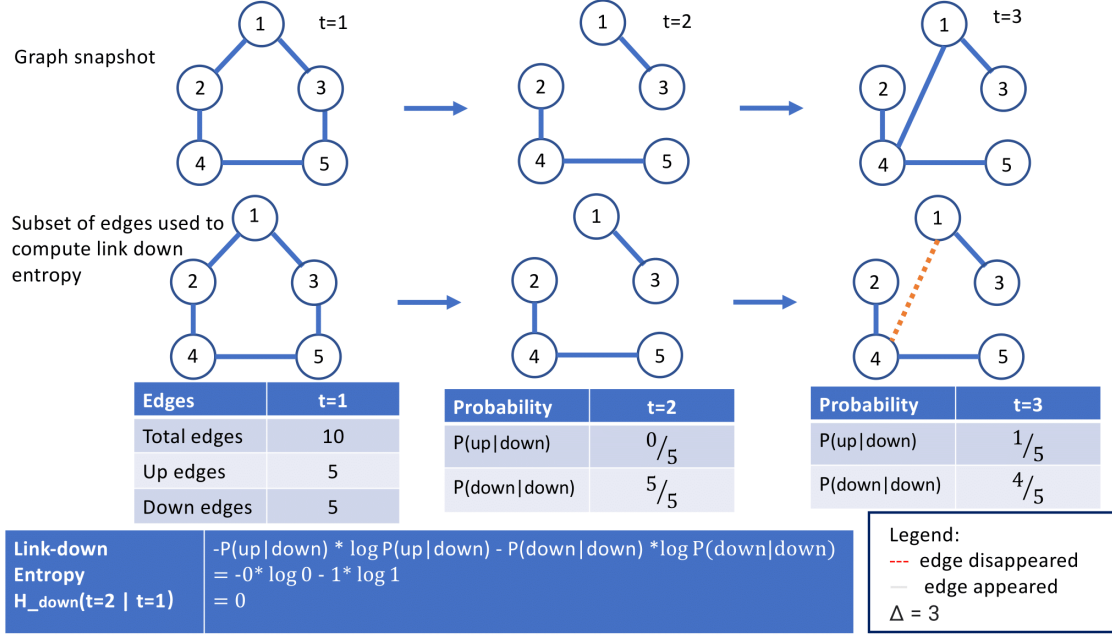 1 t=1
1 t=2
1 t=3
Graph snapshot
2 3
2 3
2 3
4 5
4 5
4 5
Subset of edges used to
compute link down
entropy
1
1
1
2 3
2 3
2 3
4 5
4 5
4 5
Edges t=1
Total edges 10
Up edges 5
Down edges 5
Probability t=2
P(up|down) 0/5
P(down|down) 5/5
Probability t=3
P(up|down) 1/5
P(down|down) 4/5
Link-down
Entropy
H_down(t=2 | t=1)
-P(up|down) * log P(up|down) - P(down|down) *log P(down|down)
= -0* log 0 - 1* log 1
= 0
Legend:
--- edge disappeared
— edge appeared
Δ = 3